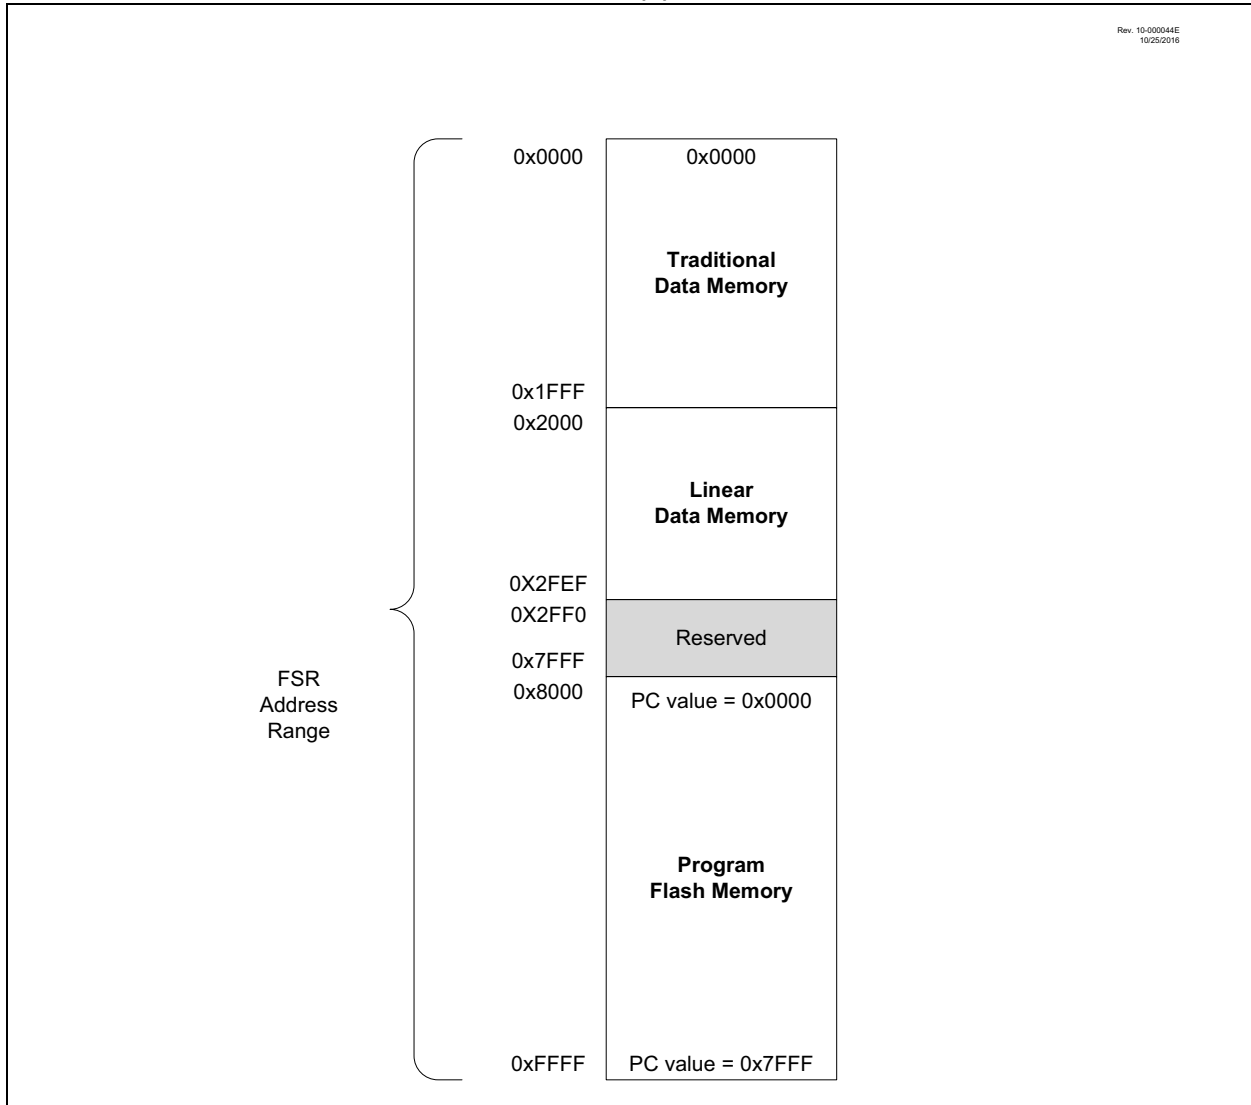 Rev. 10-000044E
10/25/2016
0x0000
0x0000
Traditional
Data Memory
0x1FFF
0x2000
Linear
Data Memory
0X2FEF
0X2FF0
Reserved
0x7FFF
0x8000
PC value = 0x0000
FSR
Address
Range
Program
Flash Memory
0xFFFF
PC value = 0x7FFF